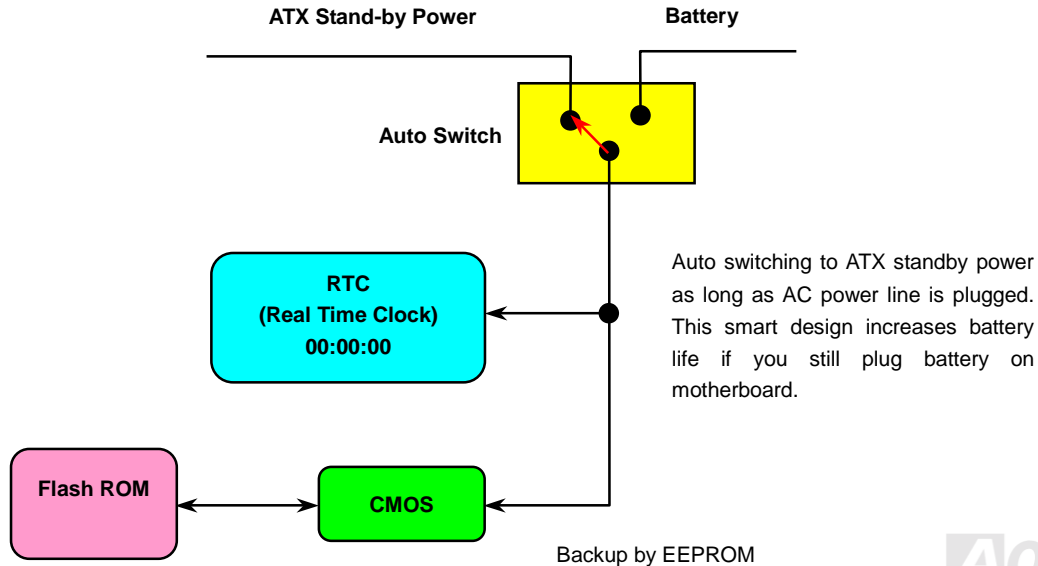 ATX Stand-by Power
Battery
Auto Switch
RTC
(Real Time Clock)
00:00:00
Auto switching to ATX standby power
as long as AC power line is plugged.
This smart design increases battery
life if you still plug battery on
motherboard.
Flash ROM
CMOS
Backup by EEPROM